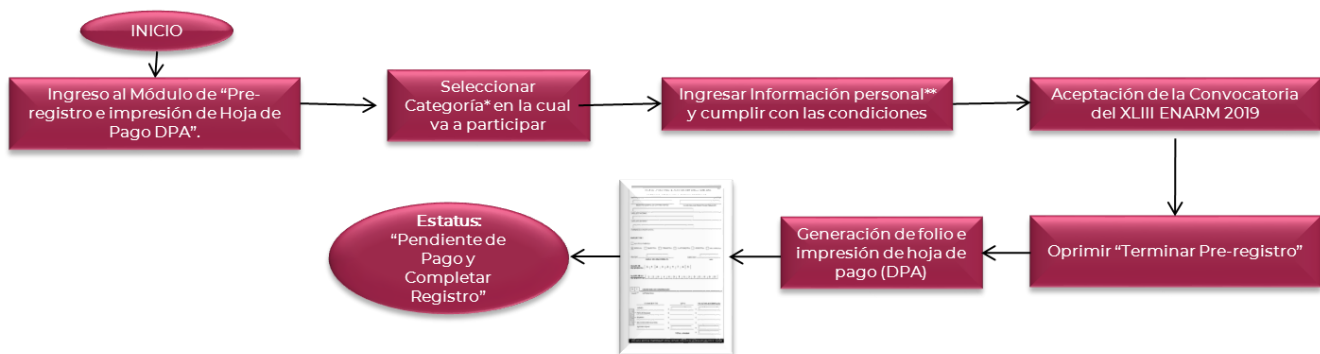 INICIO
Ingreso al Módulo de “Pre-
registro e impresión de Hoja de
Pago DPA”.
Seleccionar
Categoría* en la cual
va a participar
Ingresar Información personal**
y cumplir con las condiciones
Aceptación de la Convocatoria
del XLIII ENARM 2019
Oprimir “Terminar Pre-registro”
Generación de folio e
impresión de hoja de
pago (DPA)
Estatus:
“Pendiente de
Pago y
Completar
Registro”